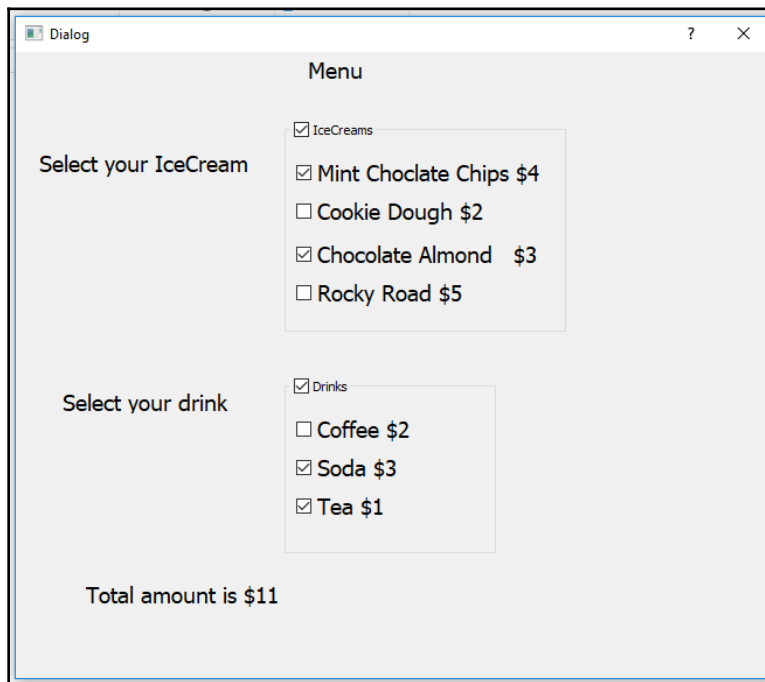 Dialog
?
Menu
IceCreams
Select your IceCream
Mint Choclate Chips $4
Cookie Dough $2
Chocolate Almond $3
Rocky Road $5
Drinks
Select your drink
Coffee $2
Soda $3
Tea $1
Total amount is $11